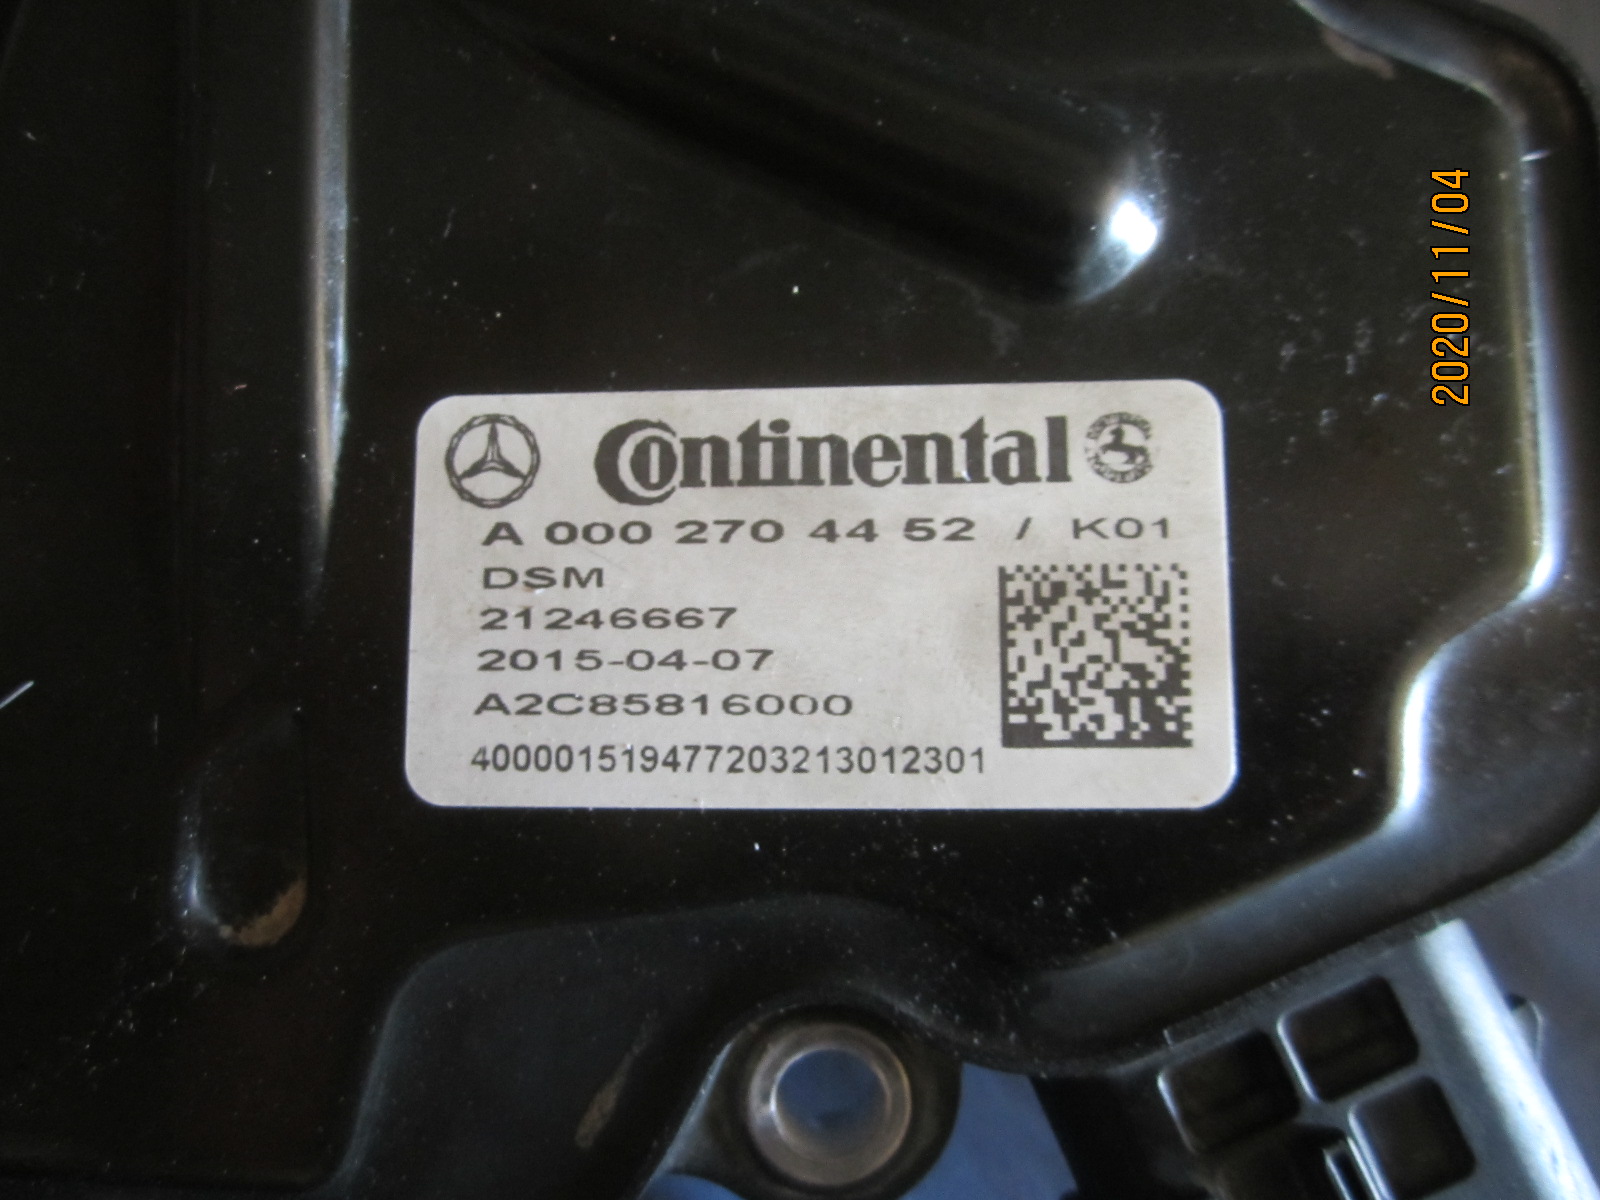 Continental
A 000 270 44 52 / K01
DSM
21246667
2015-04-07
A2C85816000
400001519477203213012301
2020/11/04